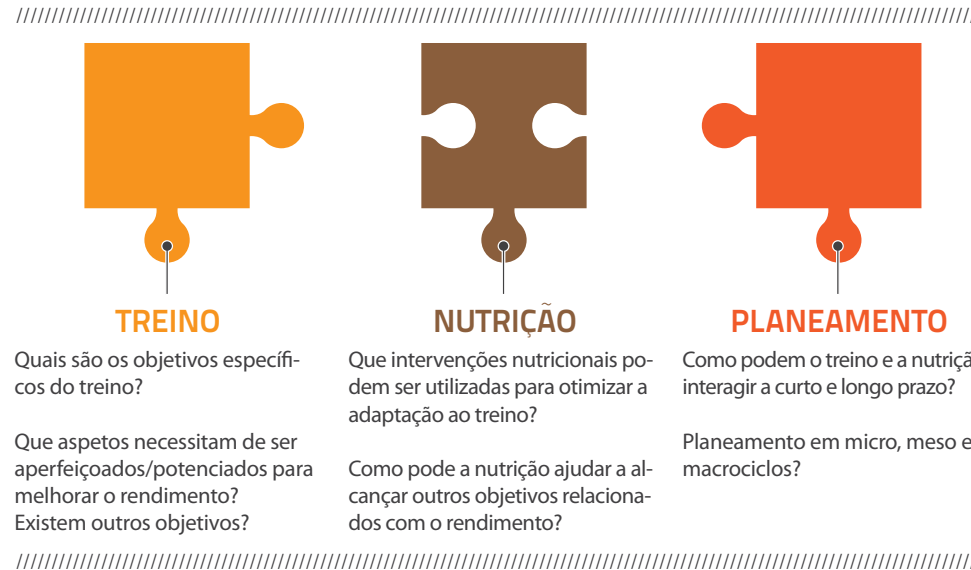 TREINO
Quais são os objetivos específi-
cos do treino?
Que aspetos necessitam de ser
aperfeiçoados/potenciados para
melhorar o rendimento?
Existem outros objetivos?
NUTRIÇÃO
Que intervenções nutricionais po-
dem ser utilizadas para otimizar a
adaptação ao treino?
Como pode a nutrição ajudar a al-
cançar outros objetivos relaciona-
dos com o rendimento?
PLANEAMENTO
Como podem o treino e a nutriçã
interagir a curto e longo prazo?
Planeamento em micro, meso e
macrociclos?